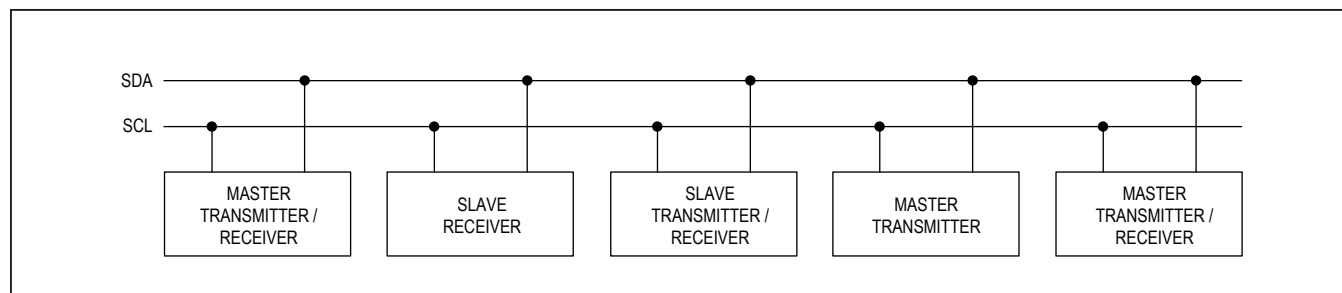 SDA
SCL
MASTER
TRANSMITTER /
RECEIVER
SLAVE
RECEIVER
SLAVE
TRANSMITTER /
RECEIVER
MASTER
TRANSMITTER
MASTER
TRANSMITTER /
RECEIVER